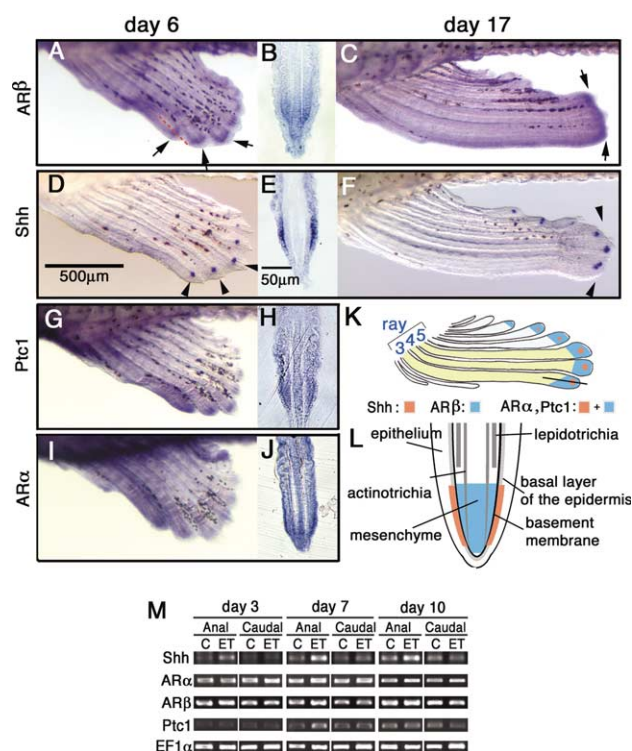 day 6 day 17
A B C
ARβ
D E F
Shh
500μm 50μm
G H
Ptc1
K
ray
3 4 5
I J
ARα
Shh: ARβ: ARα, Ptc1: +
L
epithelium lepidotrichia
actinotrichia basal layer
of the epidermis
mesenchyme basement
membrane
M day 3 day 7 day 10
Anal Caudal Anal Caudal Anal Caudal
C ET C ET C ET C ET C ET C ET
Shh
ARα
ARβ
Ptc1
EF1α